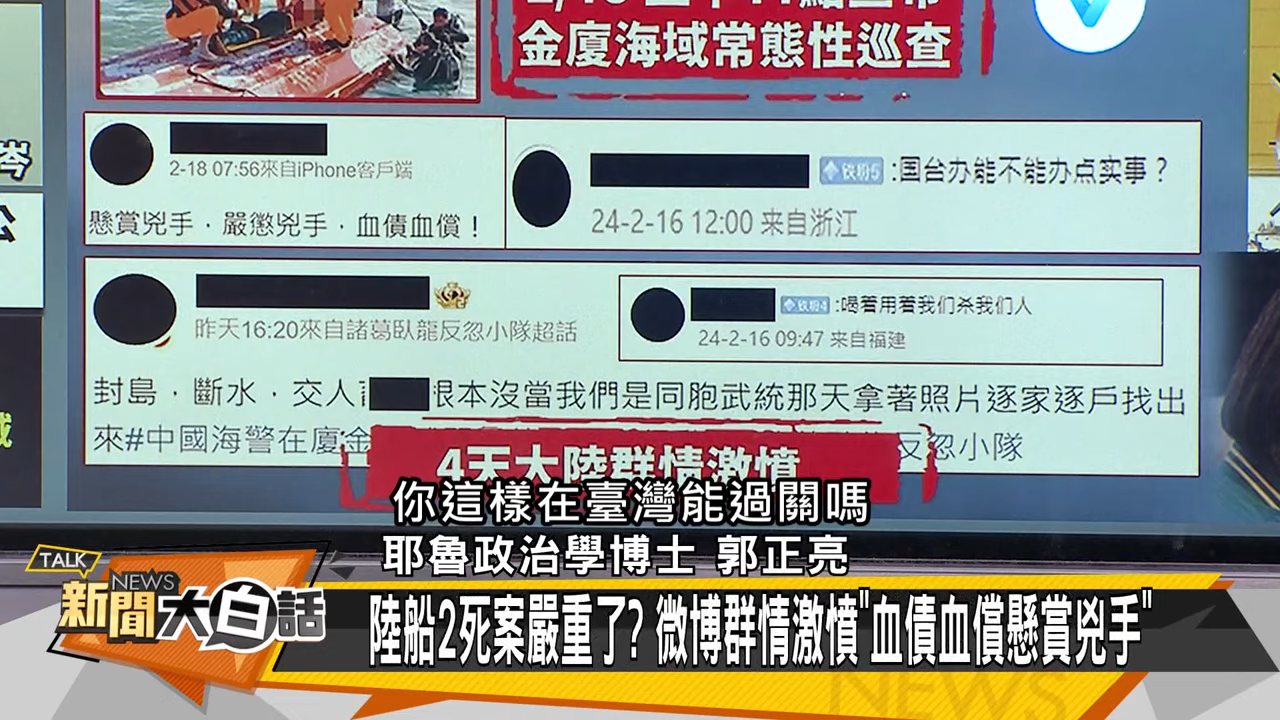 金廈海域常態性巡查
岑
公
2-18 07:56來自iPhone客戶端
懸賞兇手，嚴懲兇手，血債血償！
铁粉5 :国台办能不能办点实事？
24-2-16 12:00 来自浙江
昨天16:20來自諸葛臥龍反忽小隊超話
铁粉4 :喝着用着我们杀我们人
24-2-16 09:47 来自福建
封島，斷水，交人 根本沒當我們是同胞武統那天拿著照片逐家逐戶找出
來#中國海警在廈金 反忽小隊
4天大陸群情激憤
你這樣在臺灣能過關嗎
耶魯政治學博士 郭正亮
TALK
NEWS
新聞大白話
陸船2死案嚴重了? 微博群情激憤"血債血償懸賞兇手"
NEWS